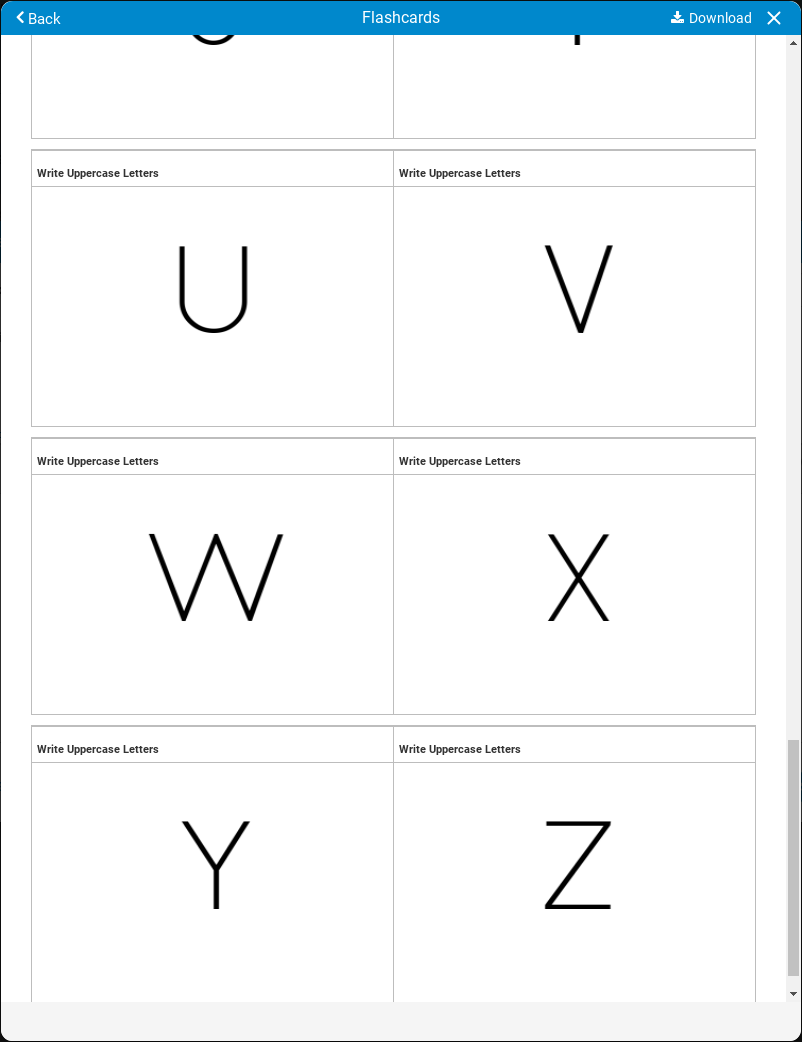 Back Flashcards Download
Write Uppercase Letters Write Uppercase Letters
U V
Write Uppercase Letters Write Uppercase Letters
W X
Write Uppercase Letters Write Uppercase Letters
Y Z